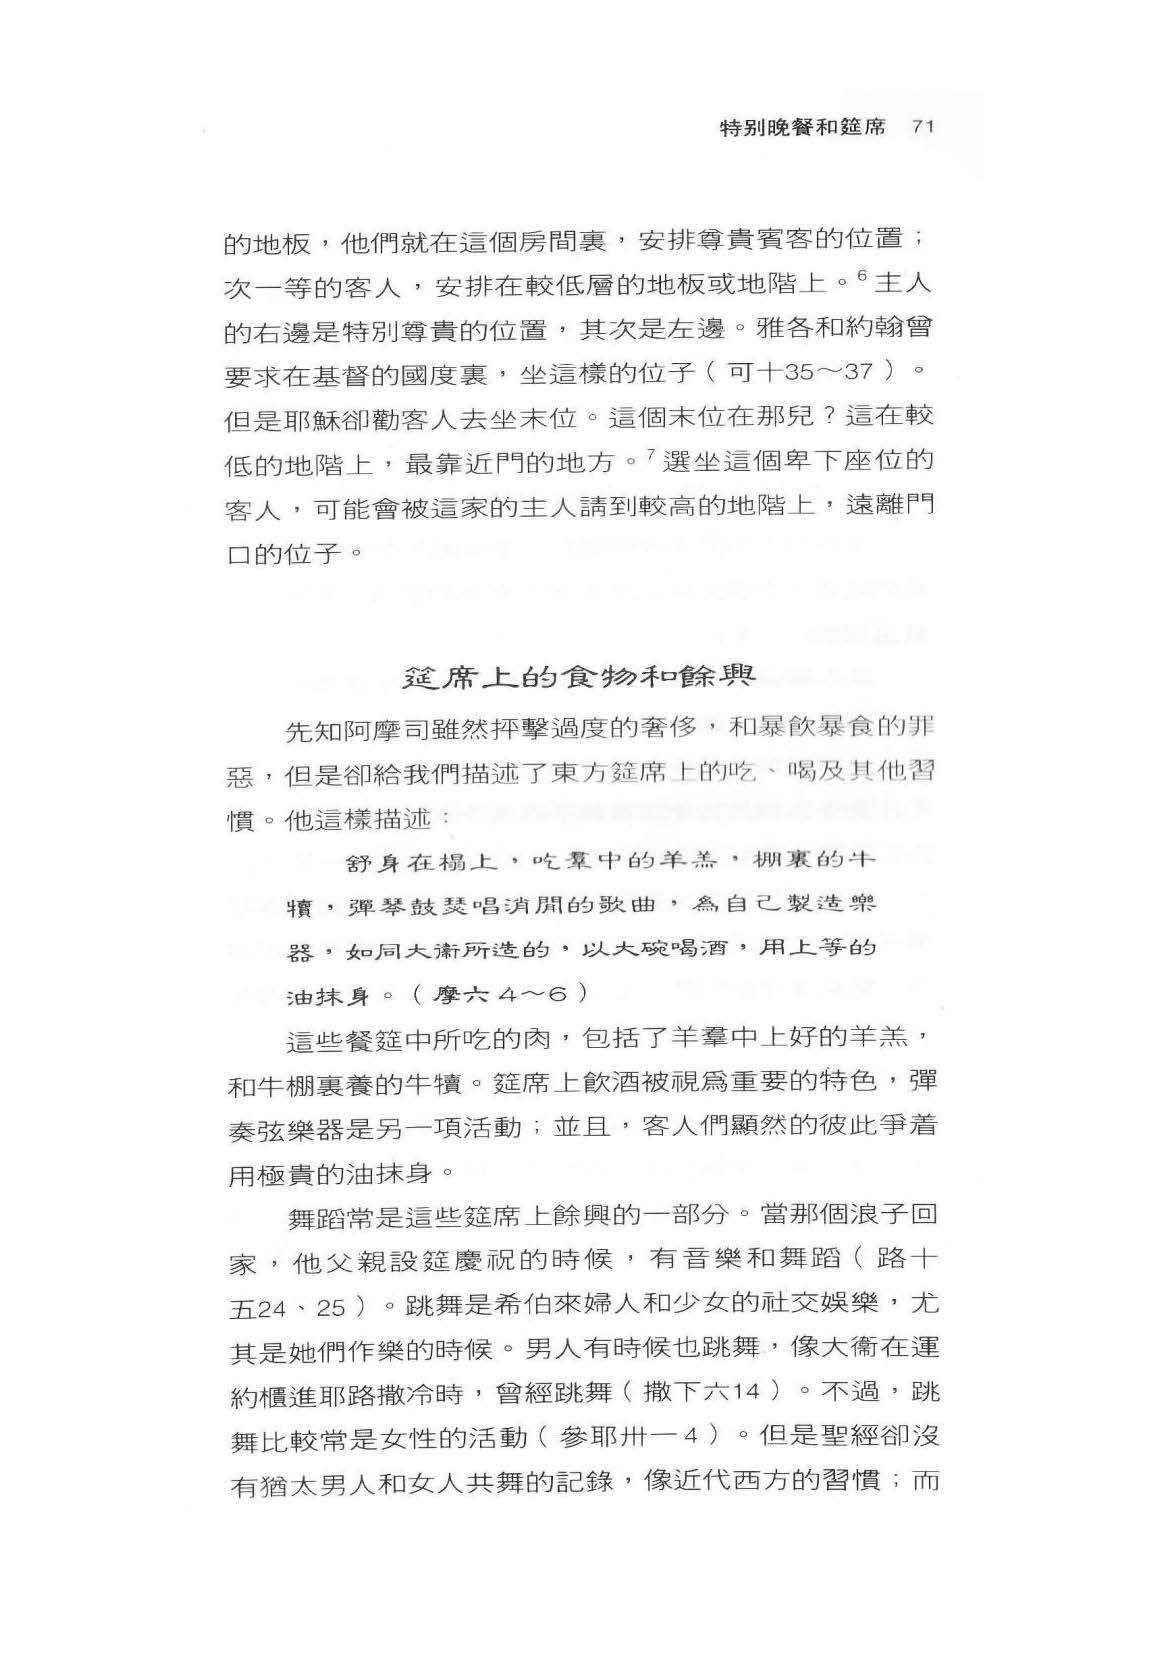 特別晚餐和筵席　71
的地板，他們就在這個房間裏，安排尊貴賓客的位置；
次一等的客人，安排在較低層的地板或地階上。⁶主人
的右邊是特別尊貴的位置，其次是左邊。雅各和約翰曾
要求在基督的國度裏，坐這樣的位子（可十35～37）。
但是耶穌卻勸客人去坐末位。這個末位在那兒？這在較
低的地階上，最靠近門的地方。⁷選坐這個卑下座位的
客人，可能會被這家的主人請到較高的地階上，遠離門
口的位子。
筵席上的食物和餘興
先知阿摩司雖然抨擊過度的奢侈，和暴飲暴食的罪
惡，但是卻給我們描述了東方筵席上的吃、喝及其他習
慣。他這樣描述：
舒身在榻上，吃羣中的羊羔，棚裏的牛
犢，彈琴鼓瑟唱消閒的歌曲，為自己製造樂
器，如同大衞所造的，以大碗喝酒，用上等的
油抹身。（摩六4～6）
這些餐筵中所吃的肉，包括了羊羣中上好的羊羔，
和牛棚裏養的牛犢。筵席上飲酒被視爲重要的特色，彈
奏弦樂器是另一項活動；並且，客人們顯然的彼此爭着
用極貴的油抹身。
舞蹈常是這些筵席上餘興的一部分。當那個浪子回
家，他父親設筵慶祝的時候，有音樂和舞蹈（路十
五24、25）。跳舞是希伯來婦人和少女的社交娛樂，尤
其是她們作樂的時候。男人有時候也跳舞，像大衞在運
約櫃進耶路撒冷時，曾經跳舞（撒下六14）。不過，跳
舞比較常是女性的活動（參耶卅一4）。但是聖經卻沒
有猶太男人和女人共舞的記錄，像近代西方的習慣；而